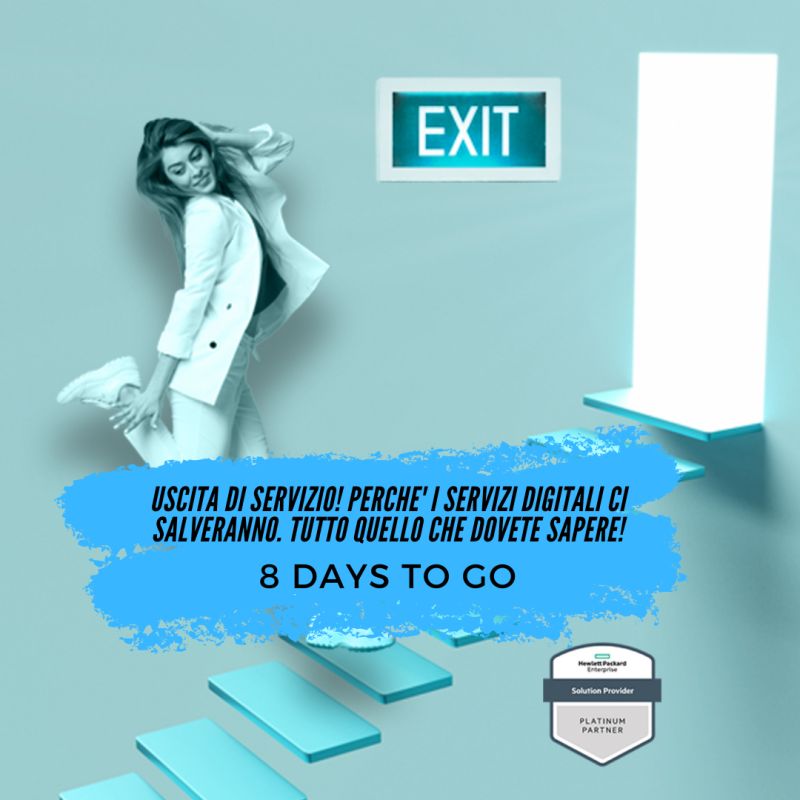 EXIT
USCITA DI SERVIZIO! PERCHE' I SERVIZI DIGITALI CI
SALVERANNO. TUTTO QUELLO CHE DOVETE SAPERE!
8 DAYS TO GO
Hewlett Packard
Enterprise
Solution Provider
PLATINUM
PARTNER